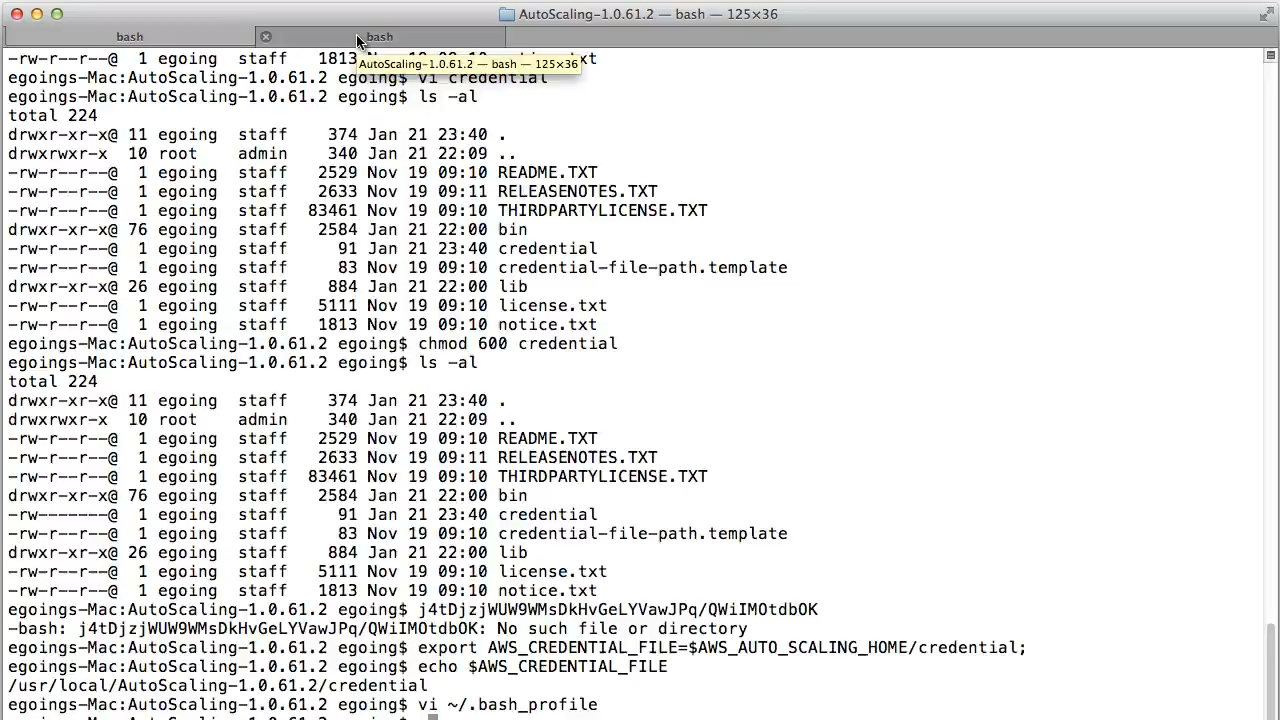 AutoScaling-1.0.61.2 — bash — 125×36
bash
bash
-rw-r--r--@  1 egoing  staff   1813 Nov 19 09:10 notice.txt
AutoScaling-1.0.61.2 — bash — 125×36
egoings-Mac:AutoScaling-1.0.61.2 egoing$ vi credential
egoings-Mac:AutoScaling-1.0.61.2 egoing$ ls -al
total 224
drwxr-xr-x@ 11 egoing  staff    374 Jan 21 23:40 .
drwxrwxr-x  10 root    admin    340 Jan 21 22:09 ..
-rw-r--r--@  1 egoing  staff   2529 Nov 19 09:10 README.TXT
-rw-r--r--@  1 egoing  staff   2633 Nov 19 09:11 RELEASENOTES.TXT
-rw-r--r--@  1 egoing  staff  83461 Nov 19 09:10 THIRDPARTYLICENSE.TXT
drwxr-xr-x@ 76 egoing  staff   2584 Jan 21 22:00 bin
-rw-r--r--@  1 egoing  staff     91 Jan 21 23:40 credential
-rw-r--r--@  1 egoing  staff     83 Nov 19 09:10 credential-file-path.template
drwxr-xr-x@ 26 egoing  staff    884 Jan 21 22:00 lib
-rw-r--r--@  1 egoing  staff   5111 Nov 19 09:10 license.txt
-rw-r--r--@  1 egoing  staff   1813 Nov 19 09:10 notice.txt
egoings-Mac:AutoScaling-1.0.61.2 egoing$ chmod 600 credential
egoings-Mac:AutoScaling-1.0.61.2 egoing$ ls -al
total 224
drwxr-xr-x@ 11 egoing  staff    374 Jan 21 23:40 .
drwxrwxr-x  10 root    admin    340 Jan 21 22:09 ..
-rw-r--r--@  1 egoing  staff   2529 Nov 19 09:10 README.TXT
-rw-r--r--@  1 egoing  staff   2633 Nov 19 09:11 RELEASENOTES.TXT
-rw-r--r--@  1 egoing  staff  83461 Nov 19 09:10 THIRDPARTYLICENSE.TXT
drwxr-xr-x@ 76 egoing  staff   2584 Jan 21 22:00 bin
-rw-------@  1 egoing  staff     91 Jan 21 23:40 credential
-rw-r--r--@  1 egoing  staff     83 Nov 19 09:10 credential-file-path.template
drwxr-xr-x@ 26 egoing  staff    884 Jan 21 22:00 lib
-rw-r--r--@  1 egoing  staff   5111 Nov 19 09:10 license.txt
-rw-r--r--@  1 egoing  staff   1813 Nov 19 09:10 notice.txt
egoings-Mac:AutoScaling-1.0.61.2 egoing$ j4tDjzjWUW9WMsDkHvGeLYVawJPq/QWiIMOtdbOK
-bash: j4tDjzjWUW9WMsDkHvGeLYVawJPq/QWiIMOtdbOK: No such file or directory
egoings-Mac:AutoScaling-1.0.61.2 egoing$ export AWS_CREDENTIAL_FILE=$AWS_AUTO_SCALING_HOME/credential;
egoings-Mac:AutoScaling-1.0.61.2 egoing$ echo $AWS_CREDENTIAL_FILE
/usr/local/AutoScaling-1.0.61.2/credential
egoings-Mac:AutoScaling-1.0.61.2 egoing$ vi ~/.bash_profile
egoings-Mac:AutoScaling-1.0.61.2 egoing$